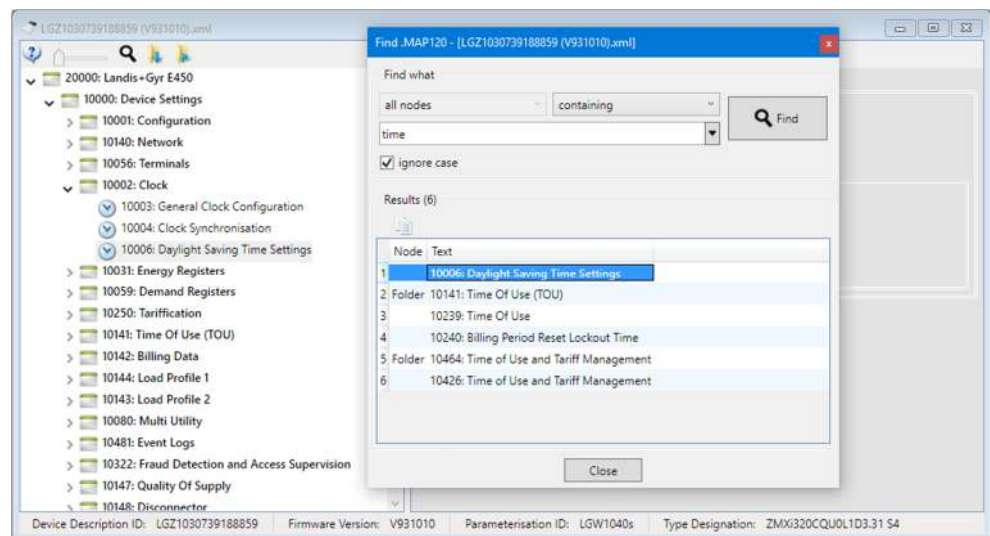 LGZ1030739188859 (V931010).xml
20000: Landis+Gyr E450
10000: Device Settings
10001: Configuration
10140: Network
10056: Terminals
10002: Clock
10003: General Clock Configuration
10004: Clock Synchronisation
10006: Daylight Saving Time Settings
10031: Energy Registers
10059: Demand Registers
10250: Tariffication
10141: Time Of Use (TOU)
10142: Billing Data
10144: Load Profile 1
10143: Load Profile 2
10080: Multi Utility
10481: Event Logs
10322: Fraud Detection and Access Supervision
10147: Quality Of Supply
10148: Disconnector
Find .MAP120 - [LGZ1030739188859 (V931010).xml]
Find what
all nodes containing
Find
time
ignore case
Results (6)
Node Text
1 10006: Daylight Saving Time Settings
2 Folder 10141: Time Of Use (TOU)
3 10239: Time Of Use
4 10240: Billing Period Reset Lockout Time
5 Folder 10464: Time of Use and Tariff Management
6 10426: Time of Use and Tariff Management
Close
Device Description ID: LGZ1030739188859 Firmware Version: V931010 Parameterisation ID: LGW1040s Type Designation: ZMXi320CQU0L1D3.31 S4